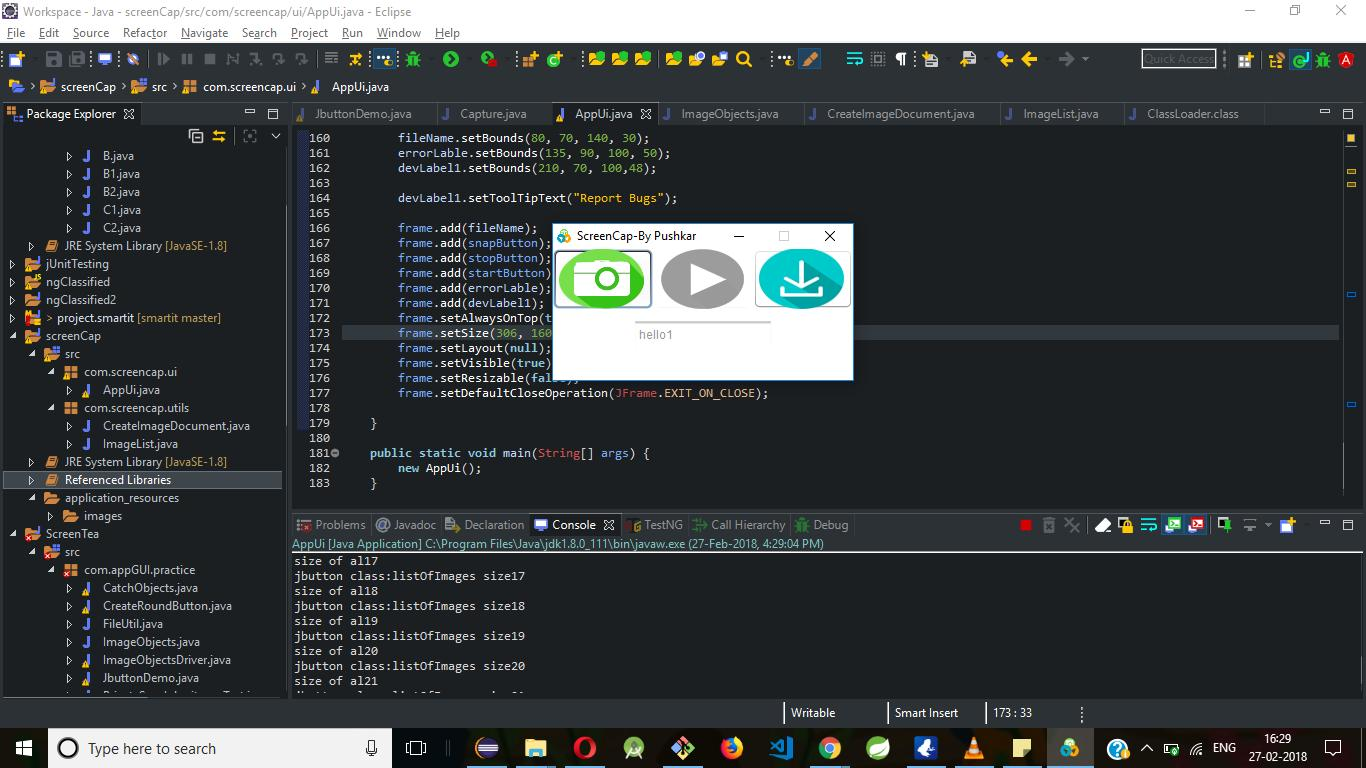 Workspace - Java - screenCap/src/com/screencap/ui/AppUi.java - Eclipse
File Edit Source Refactor Navigate Search Project Run Window Help
Quick Access
screenCap src com.screencap.ui AppUi.java
Package Explorer
B.java
B1.java
B2.java
C1.java
C2.java
JRE System Library [JavaSE-1.8]
jUnitTesting
ngClassified
ngClassified2
> project.smartit [smartit master]
screenCap
src
com.screencap.ui
AppUi.java
com.screencap.utils
CreateImageDocument.java
ImageList.java
JRE System Library [JavaSE-1.8]
Referenced Libraries
application_resources
images
ScreenTea
src
com.appGUI.practice
CatchObjects.java
CreateRoundButton.java
FileUtil.java
ImageObjects.java
ImageObjectsDriver.java
JbuttonDemo.java
JbuttonDemo.java Capture.java AppUi.java ImageObjects.java CreateImageDocument.java ImageList.java ClassLoader.class
160 fileName.setBounds(80, 70, 140, 30);
161 errorLable.setBounds(135, 90, 100, 50);
162 devLabel1.setBounds(210, 70, 100,48);
163
164 devLabel1.setToolTipText("Report Bugs");
165
166 frame.add(fileName);
167 frame.add(snapButton);
168 frame.add(stopButton);
169 frame.add(startButton)
170 frame.add(errorLable);
171 frame.add(devLabel1);
172 frame.setAlwaysOnTop(t
173 frame.setSize(306, 160
174 frame.setLayout(null);
175 frame.setVisible(true)
176 frame.setResizable(false);
177 frame.setDefaultCloseOperation(JFrame.EXIT_ON_CLOSE);
178
179 }
180
181 public static void main(String[] args) {
182 new AppUi();
183 }
ScreenCap-By Pushkar
hello1
Problems Javadoc Declaration Console TestNG Call Hierarchy Debug
AppUi [Java Application] C:\Program Files\Java\jdk1.8.0_111\bin\javaw.exe (27-Feb-2018, 4:29:04 PM)
size of al17
jbutton class:listOfImages size17
size of al18
jbutton class:listOfImages size18
size of al19
jbutton class:listOfImages size19
size of al20
jbutton class:listOfImages size20
size of al21
Writable Smart Insert 173 : 33
Type here to search
ENG
16:29
27-02-2018